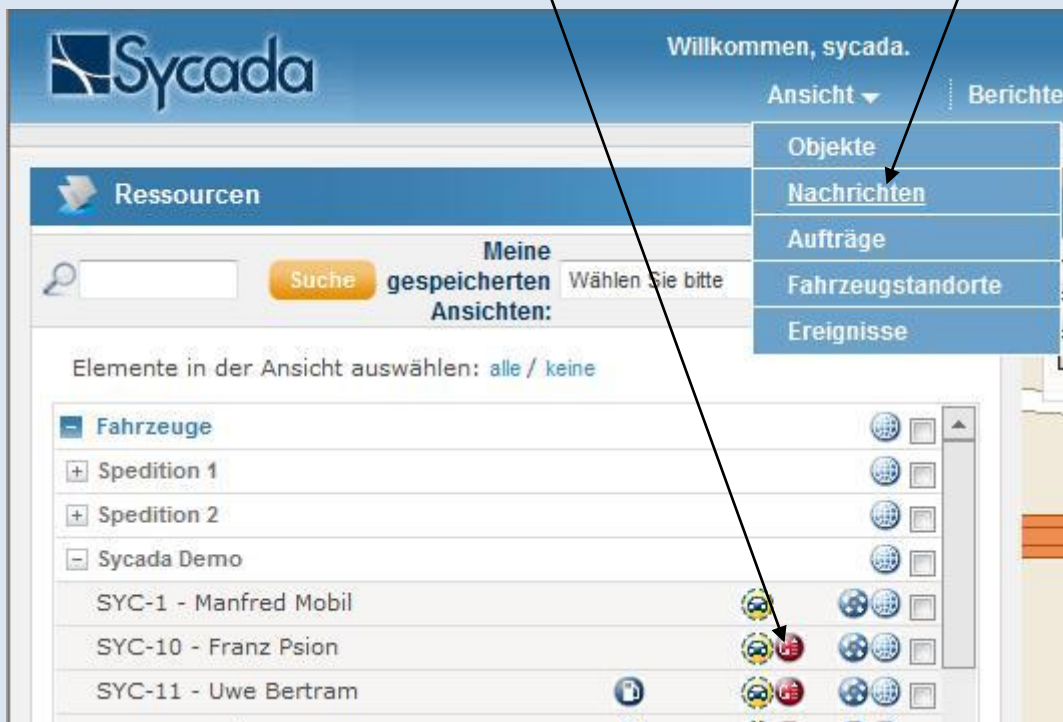 Sycada
Willkommen, sycada.
Ansicht
Berichte
Objekte
Nachrichten
Aufträge
Fahrzeugstandorte
Ereignisse
Ressourcen
Suche
Meine
gespeicherten
Ansichten:
Wählen Sie bitte
Elemente in der Ansicht auswählen: alle / keine
Fahrzeuge
Spedition 1
Spedition 2
Sycada Demo
SYC-1 - Manfred Mobil
SYC-10 - Franz Psion
SYC-11 - Uwe Bertram